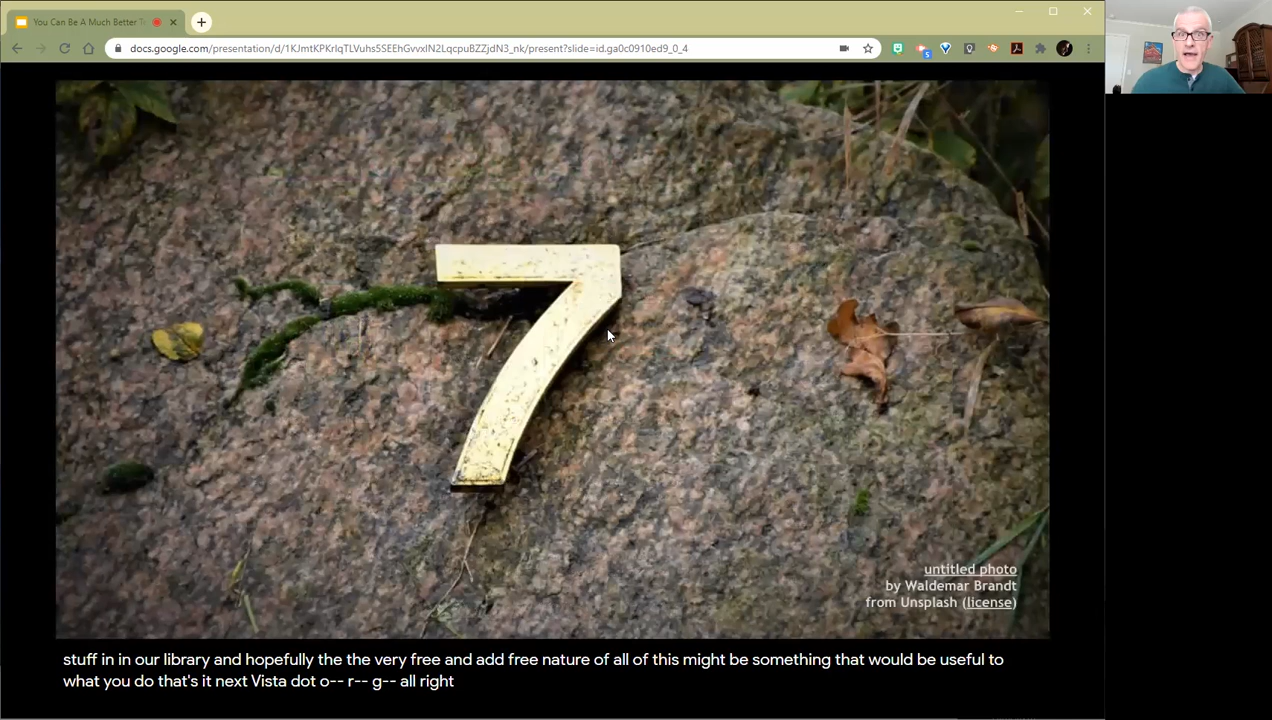 You Can Be A Much Better To
docs.google.com/presentation/d/1KJmtKPKrlqTLVuhs5SEEhGvvxlN2LqcpuBZZjdN3_nk/present?slide=id.ga0c0910ed9_0_4
S
7
untitled photo
by Waldemar Brandt
from Unsplash (license)
stuff in in our library and hopefully the the very free and add free nature of all of this might be something that would be useful to
what you do that's it next Vista dot o-- r-- g-- all right